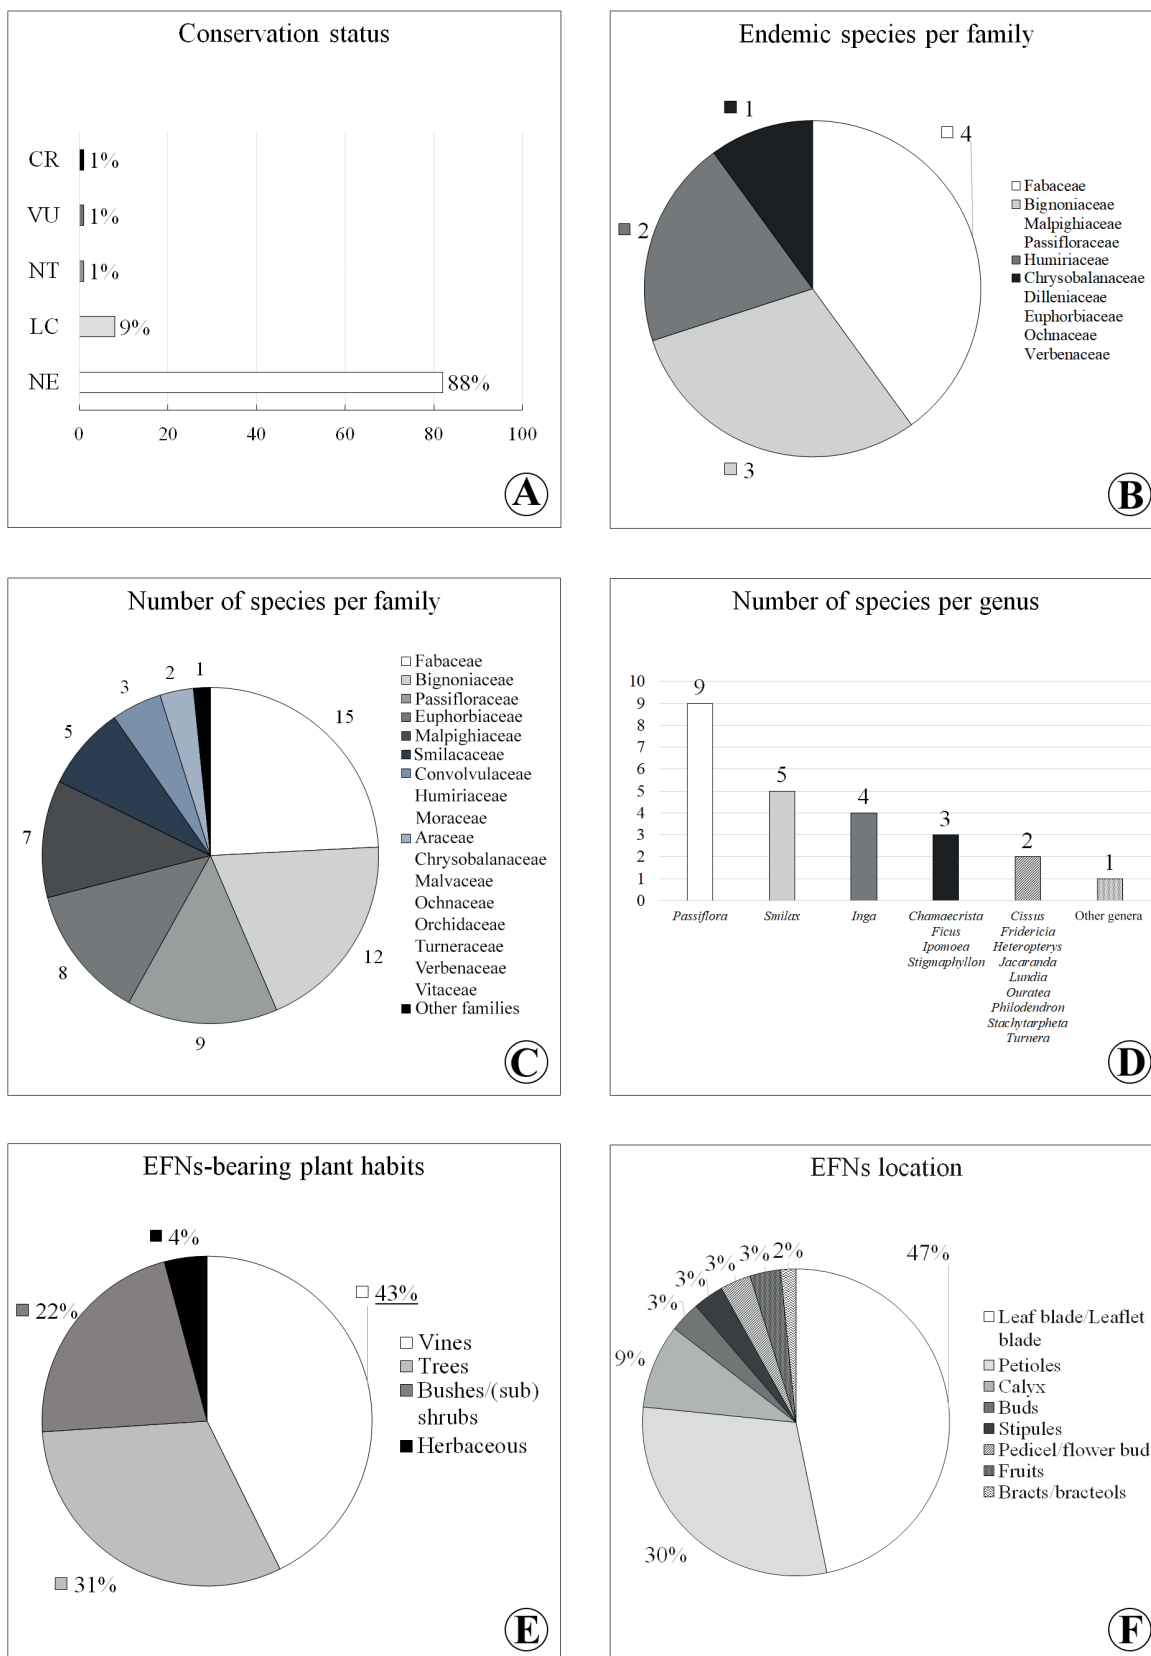 Conservation status
CR 1%
VU 1%
NT 1%
LC 9%
NE 88%
0 20 40 60 80 100
A
Endemic species per family
1
4
2
3
Fabaceae
Bignoniaceae
Malpighiaceae
Passifloraceae
Humiriaceae
Chrysobalanaceae
Dilleniaceae
Euphorbiaceae
Ochnaceae
Verbenaceae
B
Number of species per family
1
2
3
5
7
8
9
12
15
Fabaceae
Bignoniaceae
Passifloraceae
Euphorbiaceae
Malpighiaceae
Smilacaceae
Convolvulaceae
Humiriaceae
Moraceae
Araceae
Chrysobalanaceae
Malvaceae
Ochnaceae
Orchidaceae
Turneraceae
Verbenaceae
Vitaceae
Other families
C
Number of species per genus
10
9
8
7
6
5
4
3
2
1
0
9
5
4
3
2
1
Passiflora
Smilax
Inga
Chamaecrista
Ficus
Ipomoea
Stigmaphyllon
Cissus
Fridericia
Heteropterys
Jacaranda
Lundia
Ouratea
Philodendron
Stachytarpheta
Turnera
Other genera
D
EFNs-bearing plant habits
4%
43%
22%
31%
Vines
Trees
Bushes/(sub)
shrubs
Herbaceous
E
EFNs location
47%
2%
3%
3%
3%
3%
9%
30%
Leaf blade/Leaflet
blade
Petioles
Calyx
Buds
Stipules
Pedicel/flower bud
Fruits
Bracts/bracteols
F